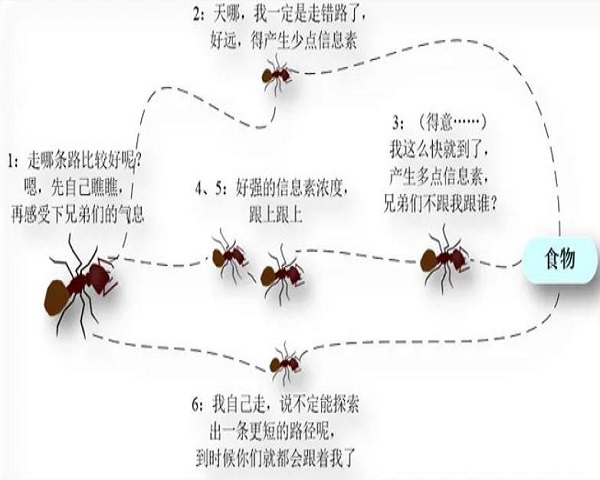 2：天哪，我一定是走错路了，
好远，得产生少点信息素
3：（得意……）
我这么快就到了，
产生多点信息素，
兄弟们不跟我跟谁？
1：走哪条路比较好呢？
嗯，先自己瞧瞧，
再感受下兄弟们的气息
4、5：好强的信息素浓度，
跟上跟上
食物
6：我自己走，说不定能探索
出一条更短的路径呢，
到时候你们就都会跟着我了